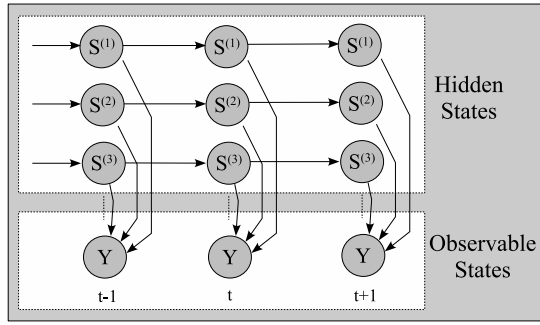 S(1) S(1) S(1)
S(2) S(2) S(2)
S(3) S(3) S(3)
Hidden
States
Y Y Y
Observable
States
t-1 t t+1